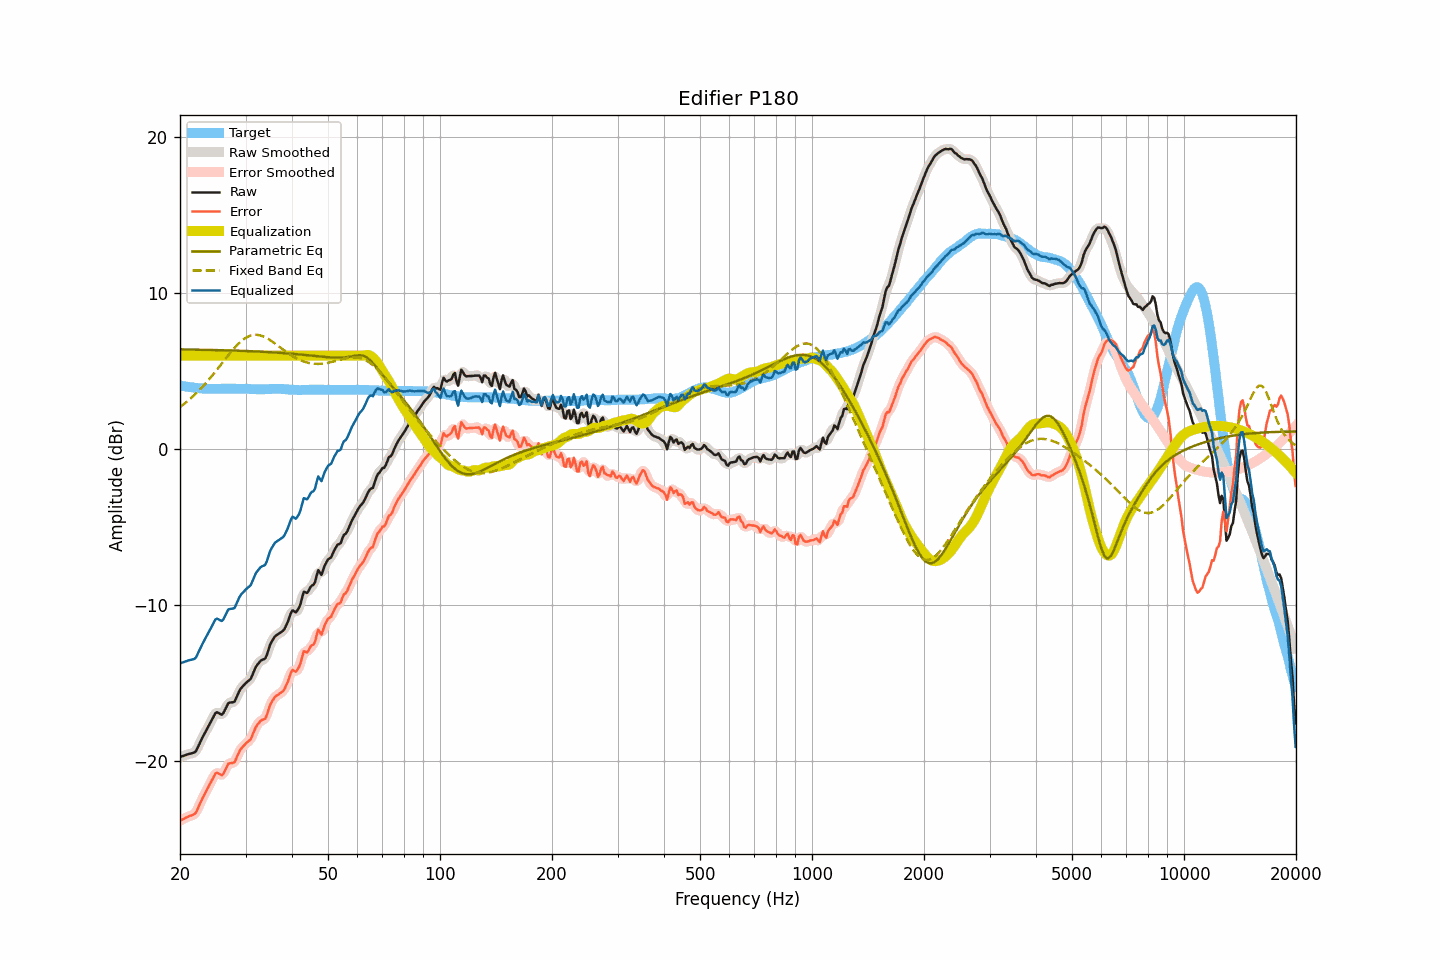 Edifier P180
20
10
0
−10
−20
Amplitude (dBr)
Target
Raw Smoothed
Error Smoothed
Raw
Error
Equalization
Parametric Eq
Fixed Band Eq
Equalized
20 50 100 200 500 1000 2000 5000 10000 20000
Frequency (Hz)